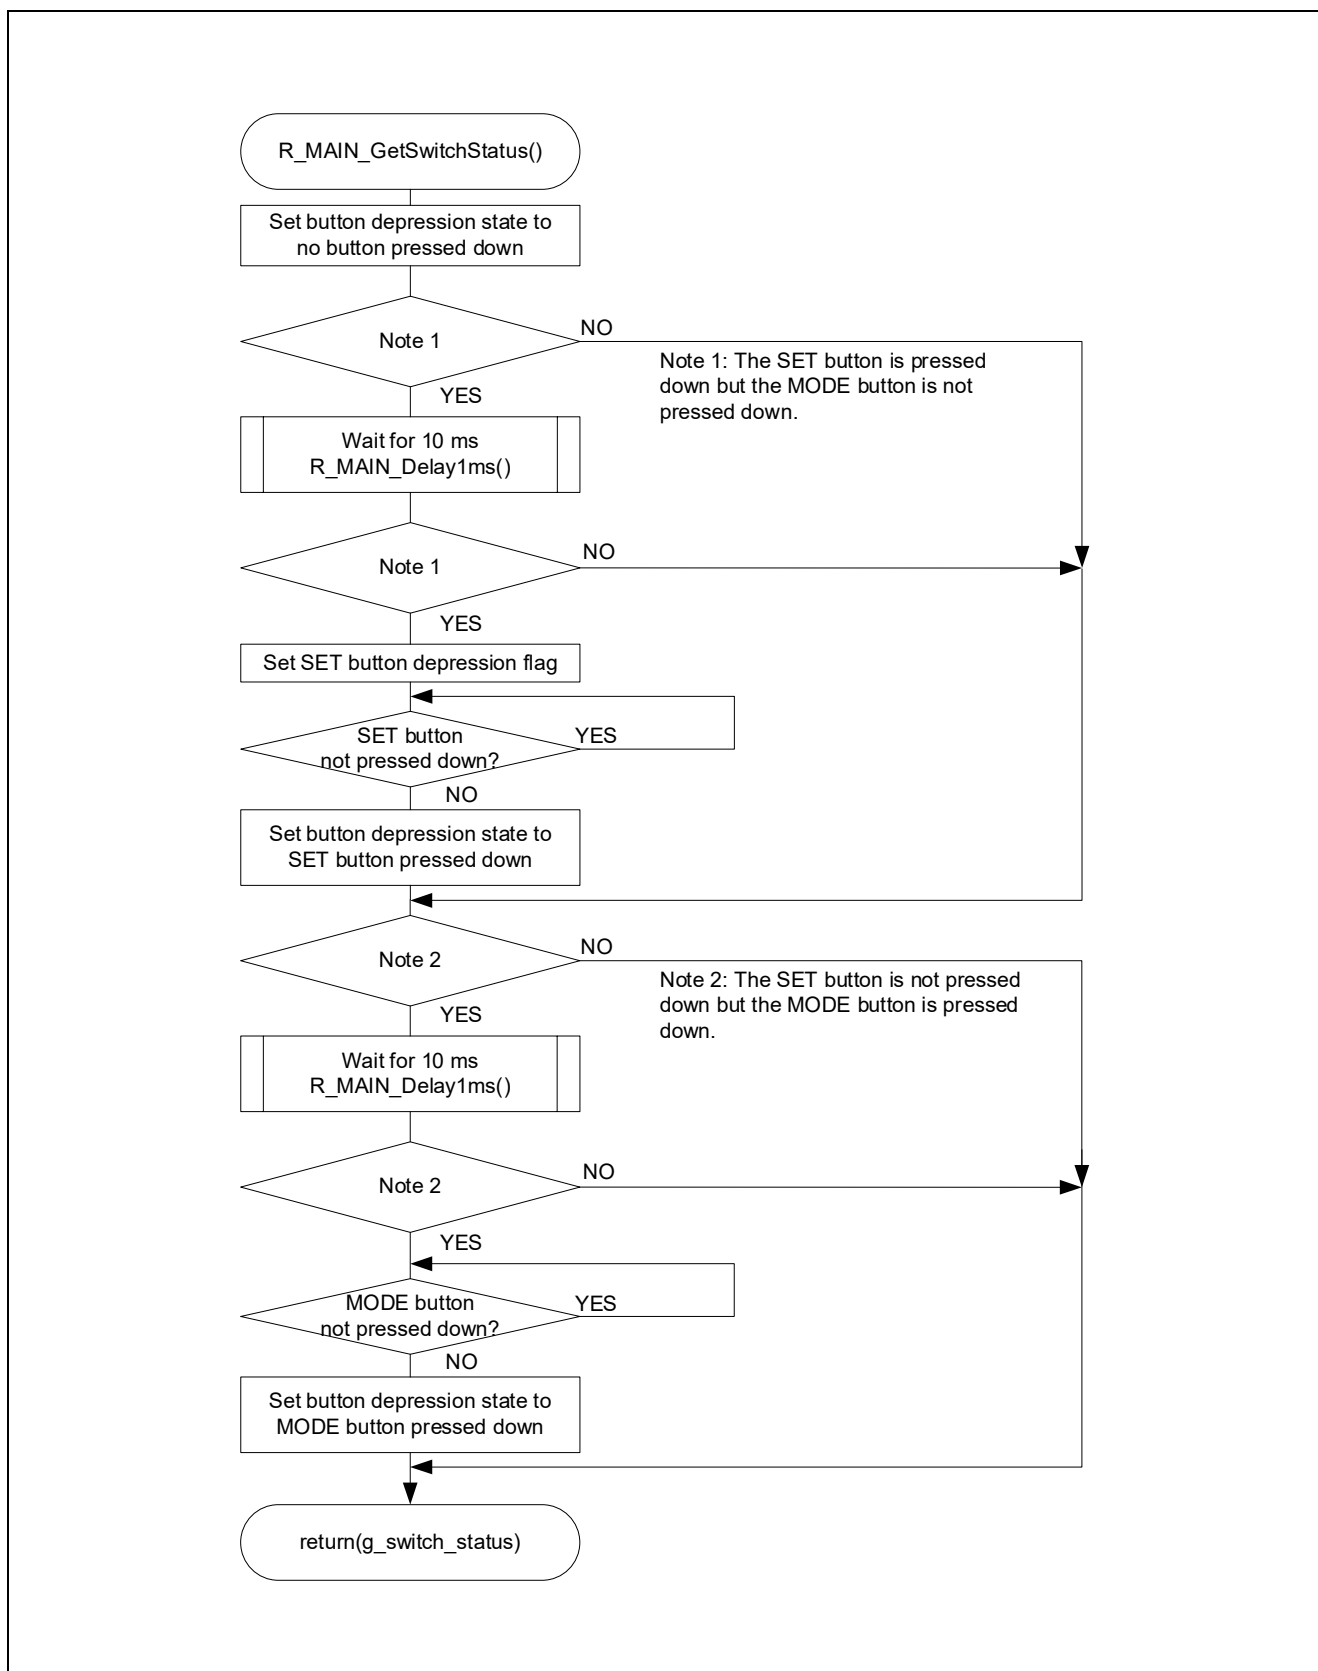 R_MAIN_GetSwitchStatus()
Set button depression state to
no button pressed down
Note 1
NO
Note 1: The SET button is pressed
down but the MODE button is not
pressed down.
YES
Wait for 10 ms
R_MAIN_Delay1ms()
Note 1
NO
YES
Set SET button depression flag
SET button
not pressed down?
YES
NO
Set button depression state to
SET button pressed down
Note 2
NO
Note 2: The SET button is not pressed
down but the MODE button is pressed
down.
YES
Wait for 10 ms
R_MAIN_Delay1ms()
Note 2
NO
YES
MODE button
not pressed down?
YES
NO
Set button depression state to
MODE button pressed down
return(g_switch_status)